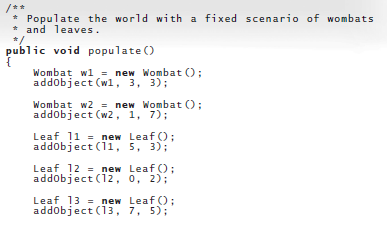 /**
 * Populate the world with a fixed scenario of wombats
 * and leaves.
 */
public void populate()
{
    Wombat w1 = new Wombat();
    addObject(w1, 3, 3);

    Wombat w2 = new Wombat();
    addObject(w2, 1, 7);

    Leaf l1 = new Leaf();
    addObject(l1, 5, 3);

    Leaf l2 = new Leaf();
    addObject(l2, 0, 2);

    Leaf l3 = new Leaf();
    addObject(l3, 7, 5);